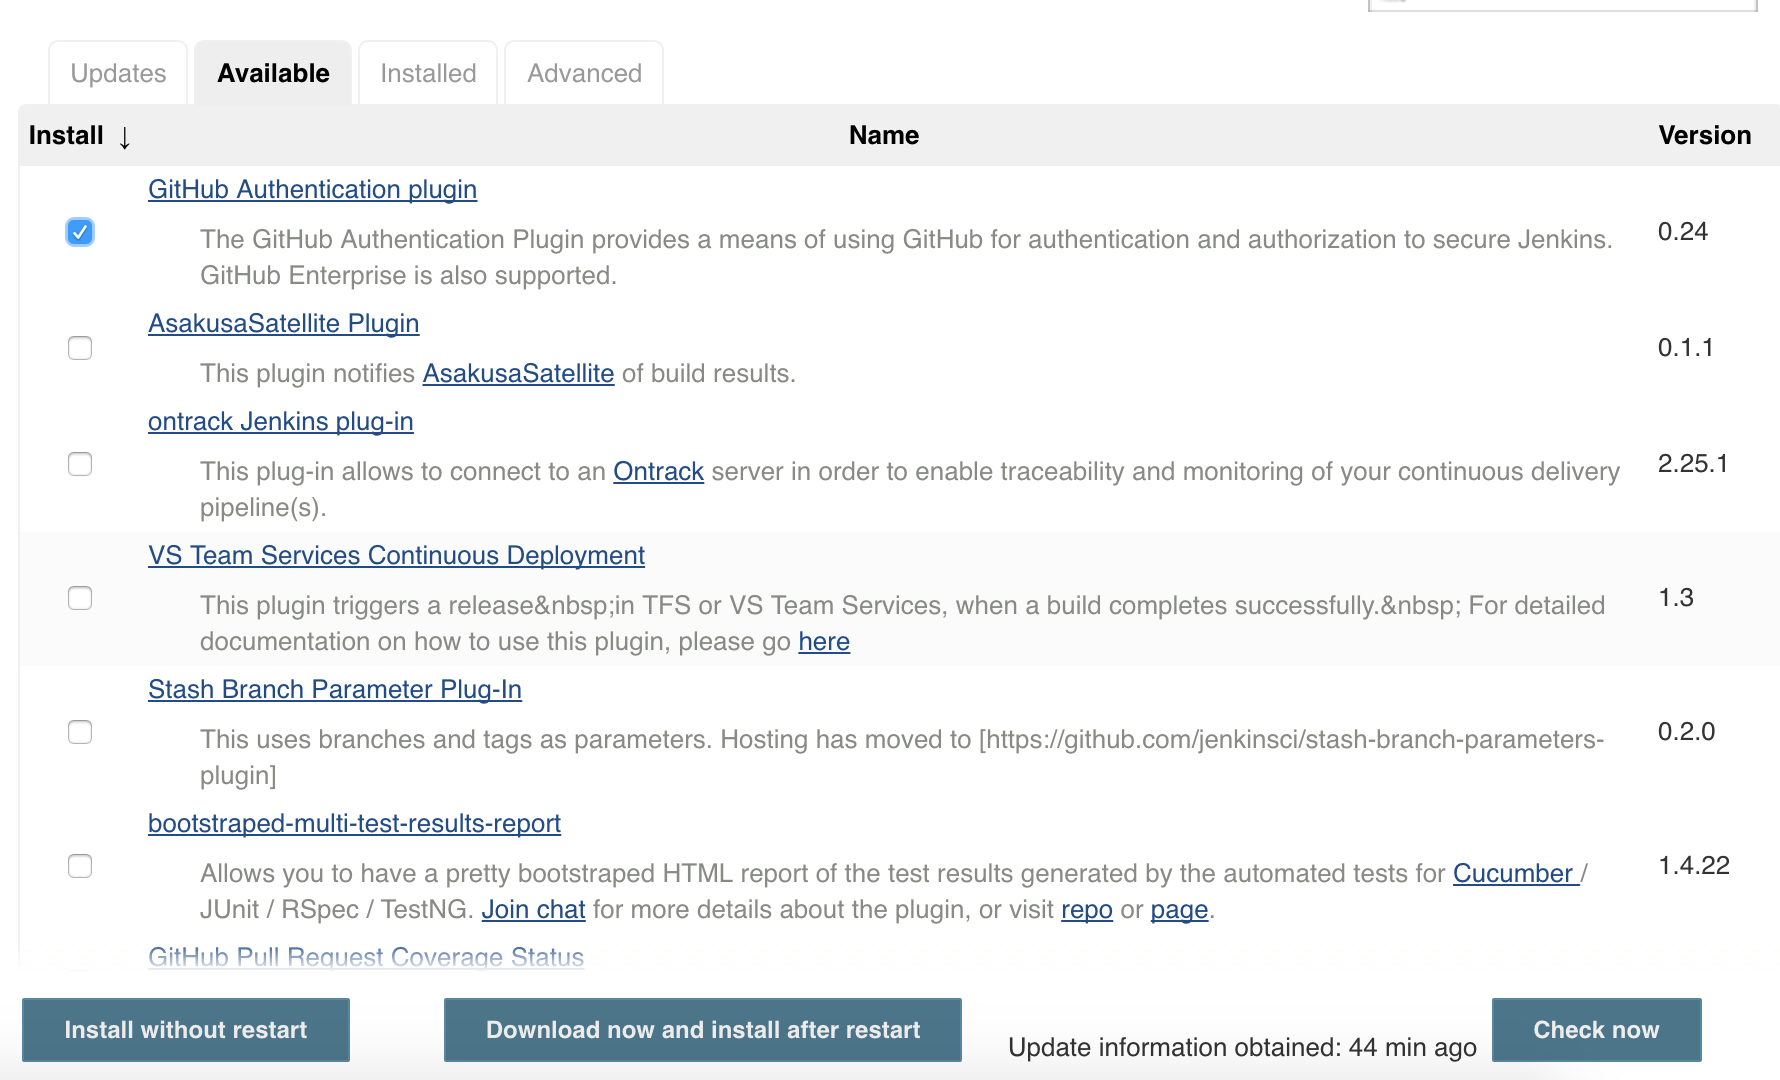 Updates Available Installed Advanced
Install ↓ Name Version
GitHub Authentication plugin
The GitHub Authentication Plugin provides a means of using GitHub for authentication and authorization to secure Jenkins. 0.24
GitHub Enterprise is also supported.
AsakusaSatellite Plugin
0.1.1
This plugin notifies AsakusaSatellite of build results.
ontrack Jenkins plug-in
This plug-in allows to connect to an Ontrack server in order to enable traceability and monitoring of your continuous delivery 2.25.1
pipeline(s).
VS Team Services Continuous Deployment
This plugin triggers a release&nbsp;in TFS or VS Team Services, when a build completes successfully.&nbsp; For detailed 1.3
documentation on how to use this plugin, please go here
Stash Branch Parameter Plug-In
This uses branches and tags as parameters. Hosting has moved to [https://github.com/jenkinsci/stash-branch-parameters- 0.2.0
plugin]
bootstraped-multi-test-results-report
Allows you to have a pretty bootstraped HTML report of the test results generated by the automated tests for Cucumber / 1.4.22
JUnit / RSpec / TestNG. Join chat for more details about the plugin, or visit repo or page.
GitHub Pull Request Coverage Status
Install without restart Download now and install after restart Update information obtained: 44 min ago Check now